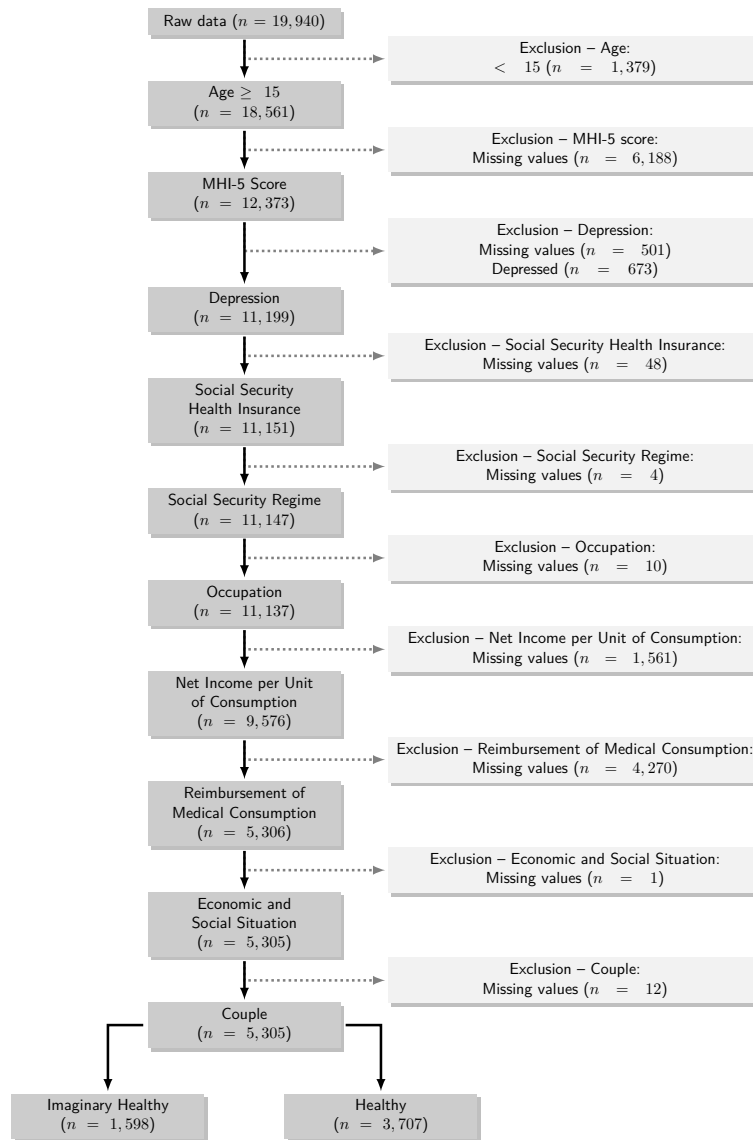 Raw data (n = 19,940)
Exclusion – Age:
< 15 (n = 1,379)
Age ≥ 15
(n = 18,561)
Exclusion – MHI-5 score:
Missing values (n = 6,188)
MHI-5 Score
(n = 12,373)
Exclusion – Depression:
Missing values (n = 501)
Depressed (n = 673)
Depression
(n = 11,199)
Exclusion – Social Security Health Insurance:
Missing values (n = 48)
Social Security
Health Insurance
(n = 11,151)
Exclusion – Social Security Regime:
Missing values (n = 4)
Social Security Regime
(n = 11,147)
Exclusion – Occupation:
Missing values (n = 10)
Occupation
(n = 11,137)
Exclusion – Net Income per Unit of Consumption:
Missing values (n = 1,561)
Net Income per Unit
of Consumption
(n = 9,576)
Exclusion – Reimbursement of Medical Consumption:
Missing values (n = 4,270)
Reimbursement of
Medical Consumption
(n = 5,306)
Exclusion – Economic and Social Situation:
Missing values (n = 1)
Economic and
Social Situation
(n = 5,305)
Exclusion – Couple:
Missing values (n = 12)
Couple
(n = 5,305)
Imaginary Healthy
(n = 1,598)
Healthy
(n = 3,707)